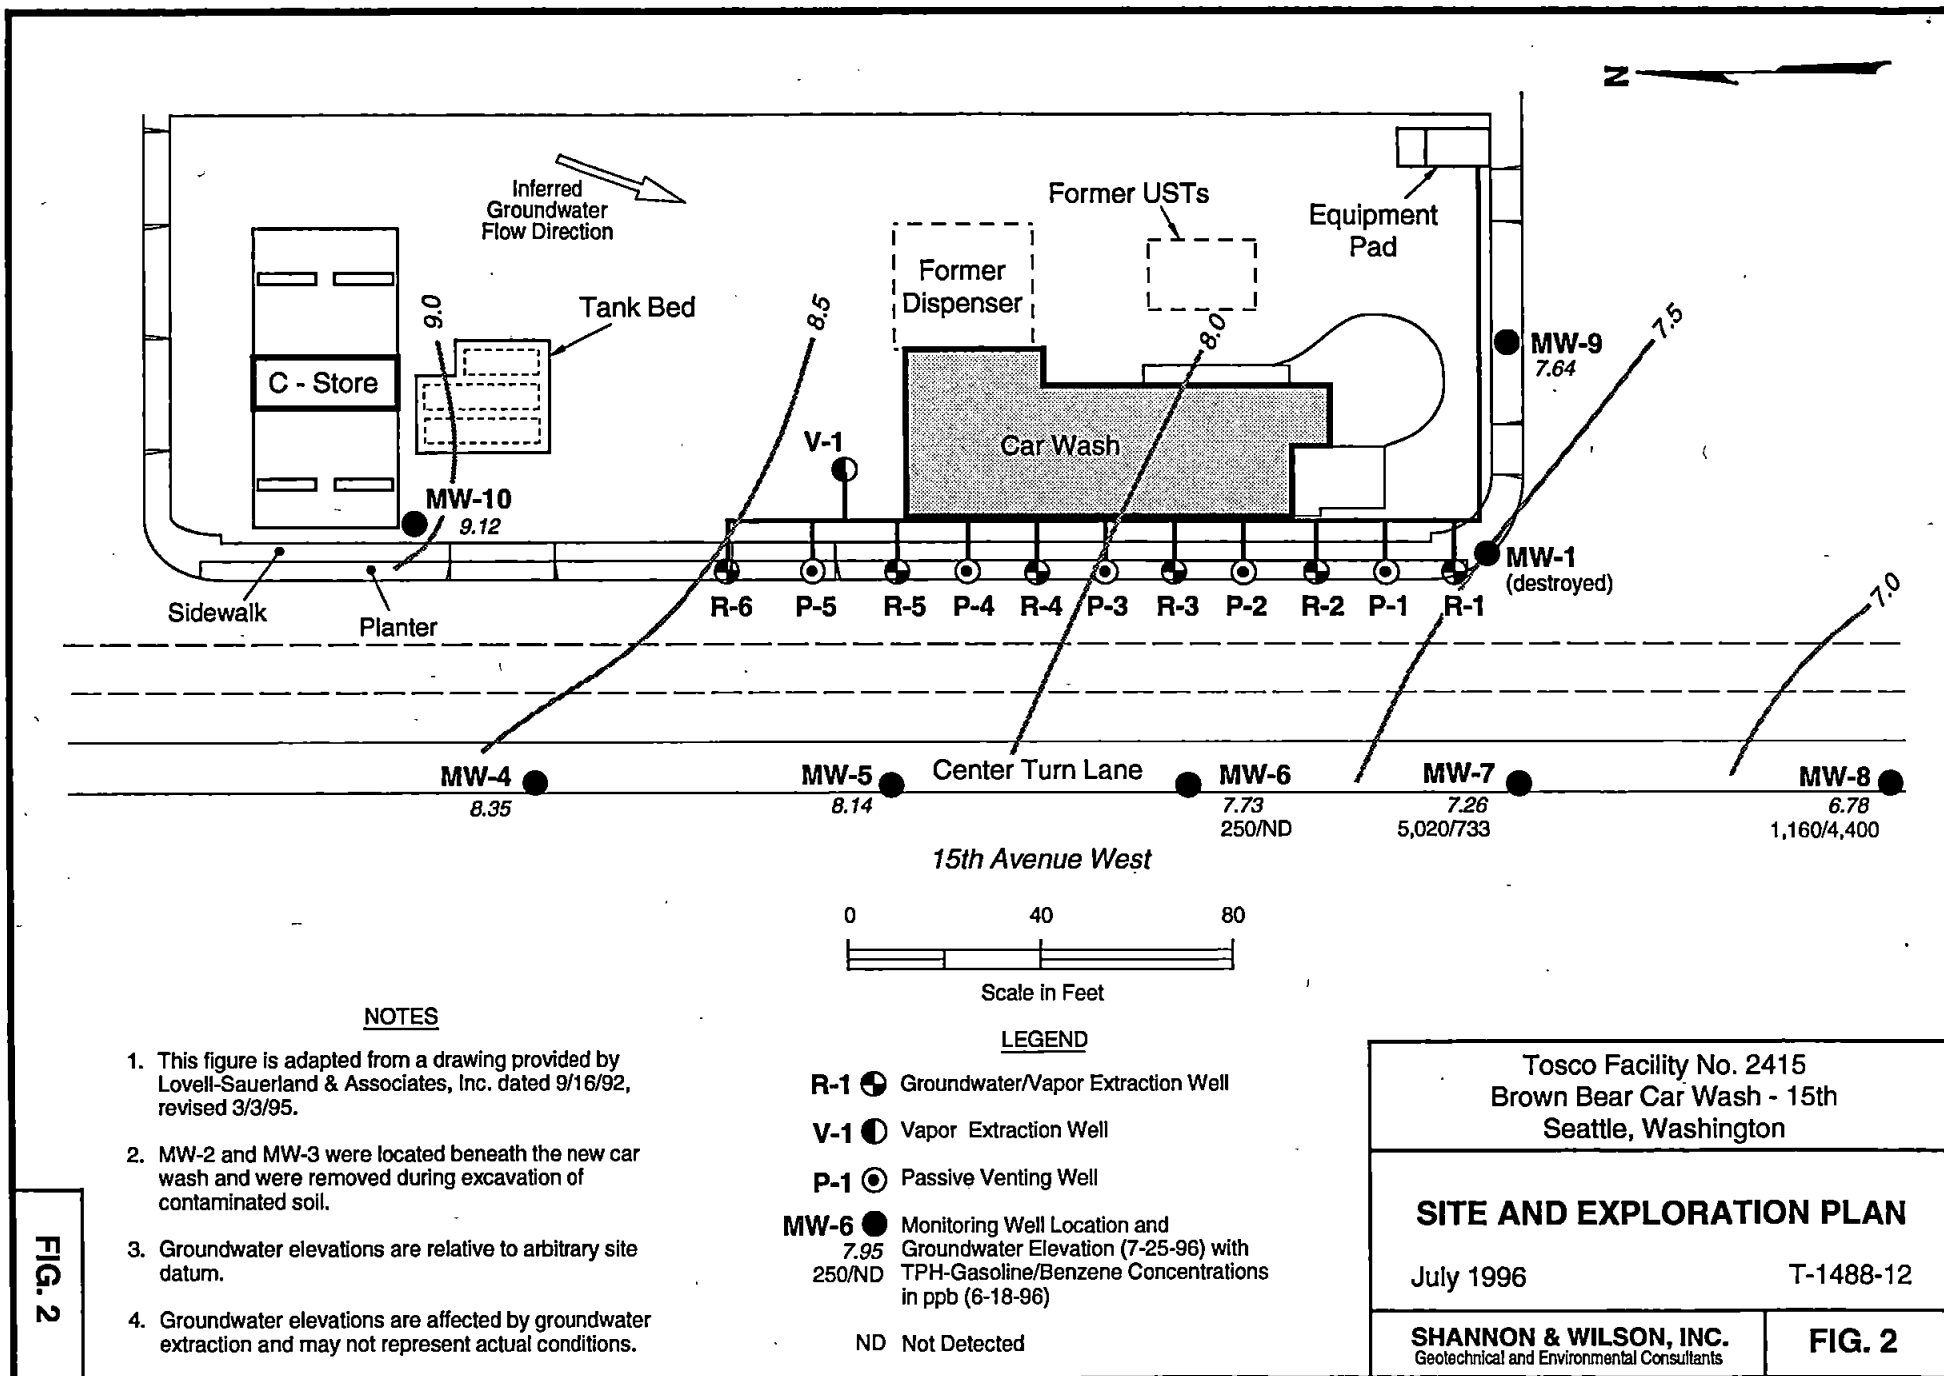 N
Inferred
Groundwater
Flow Direction
Former USTs
Equipment
Pad
Former
Dispenser
Tank Bed
9.0
8.5
8.0
7.5
7.0
C - Store
Car Wash
V-1
MW-9
7.64
MW-10
9.12
MW-1
(destroyed)
Sidewalk
Planter
R-6
P-5
R-5
P-4
R-4
P-3
R-3
P-2
R-2
P-1
R-1
MW-4
8.35
MW-5
8.14
Center Turn Lane
MW-6
7.73
250/ND
MW-7
7.26
5,020/733
MW-8
6.78
1,160/4,400
15th Avenue West
0 40 80
Scale in Feet
NOTES
1. This figure is adapted from a drawing provided by
Lovell-Sauerland & Associates, Inc. dated 9/16/92,
revised 3/3/95.
2. MW-2 and MW-3 were located beneath the new car
wash and were removed during excavation of
contaminated soil.
3. Groundwater elevations are relative to arbitrary site
datum.
4. Groundwater elevations are affected by groundwater
extraction and may not represent actual conditions.
LEGEND
R-1 Groundwater/Vapor Extraction Well
V-1 Vapor Extraction Well
P-1 Passive Venting Well
MW-6 Monitoring Well Location and
7.95 Groundwater Elevation (7-25-96) with
250/ND TPH-Gasoline/Benzene Concentrations
in ppb (6-18-96)
ND Not Detected
Tosco Facility No. 2415
Brown Bear Car Wash - 15th
Seattle, Washington
SITE AND EXPLORATION PLAN
July 1996 T-1488-12
SHANNON & WILSON, INC.
Geotechnical and Environmental Consultants
FIG. 2
FIG. 2